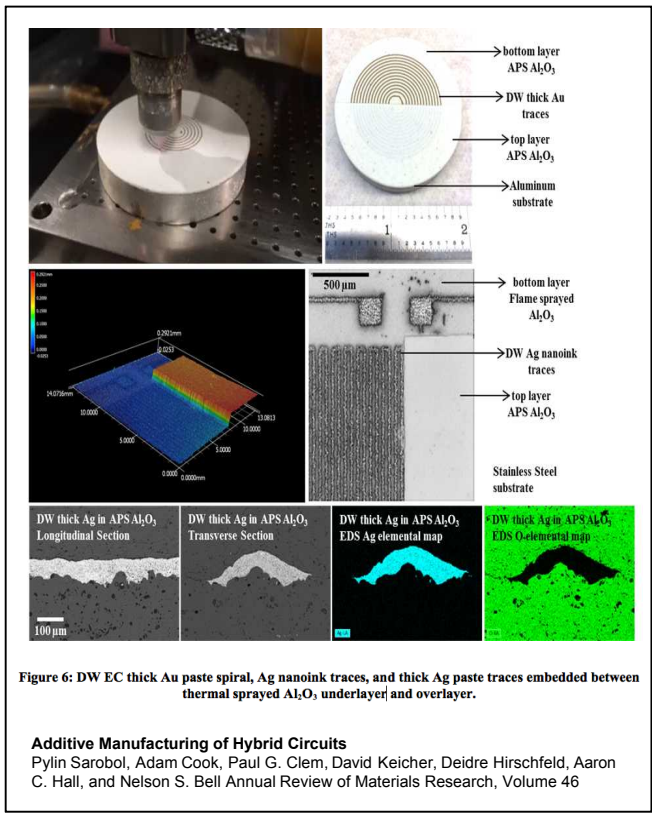 bottom layer
APS Al₂O₃
DW thick Au
traces
top layer
APS Al₂O₃
Aluminum
substrate
1
2
500 µm
bottom layer
Flame sprayed
Al₂O₃
DW Ag nanoink
traces
top layer
APS Al₂O₃
Stainless Steel
substrate
0.2921mm
0.0253
14.0716mm
10.0000
5.0000
0.0000
0.0000mm
5.0000
10.0000
13.0813
DW thick Ag in APS Al₂O₃
Longitudinal Section
100 µm
DW thick Ag in APS Al₂O₃
Transverse Section
DW thick Ag in APS Al₂O₃
EDS Ag elemental map
DW thick Ag in APS Al₂O₃
EDS O-elemental map
Figure 6: DW EC thick Au paste spiral, Ag nanoink traces, and thick Ag paste traces embedded between
thermal sprayed Al₂O₃ underlayer and overlayer.
Additive Manufacturing of Hybrid Circuits
Pylin Sarobol, Adam Cook, Paul G. Clem, David Keicher, Deidre Hirschfeld, Aaron
C. Hall, and Nelson S. Bell Annual Review of Materials Research, Volume 46